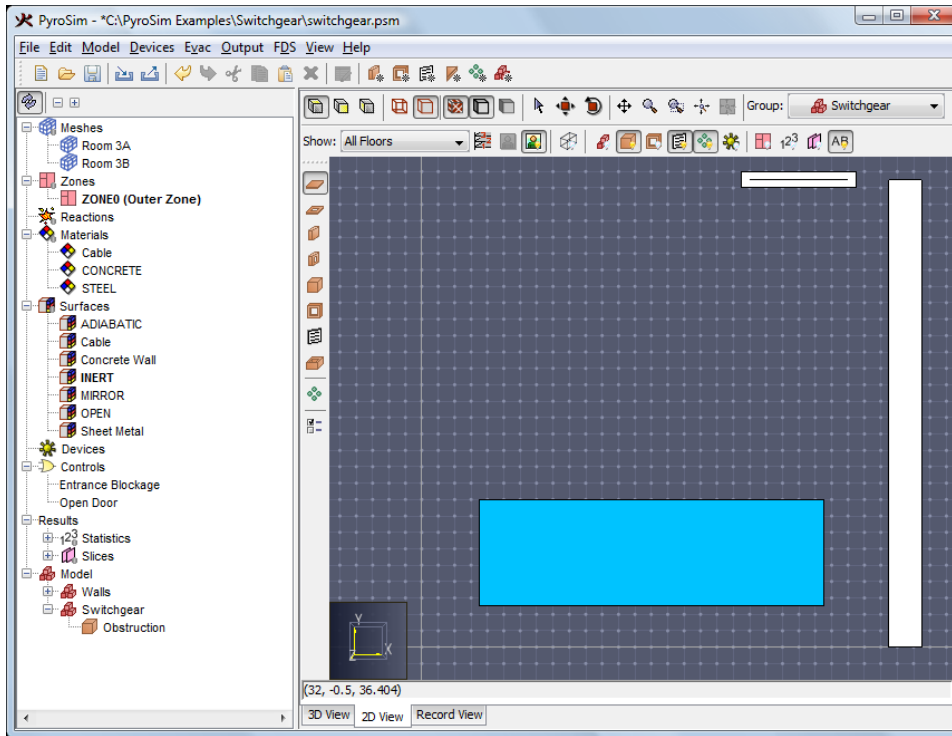 PyroSim - *C:\PyroSim Examples\Switchgear\switchgear.psm
File Edit Model Devices Evac Output FDS View Help
Group: Switchgear
Show: All Floors
123
AB
Meshes
Room 3A
Room 3B
Zones
ZONE0 (Outer Zone)
Reactions
Materials
Cable
CONCRETE
STEEL
Surfaces
ADIABATIC
Cable
Concrete Wall
INERT
MIRROR
OPEN
Sheet Metal
Devices
Controls
Entrance Blockage
Open Door
Results
123 Statistics
Slices
Model
Walls
Switchgear
Obstruction
Y
Z X
(32, -0.5, 36.404)
3D View 2D View Record View